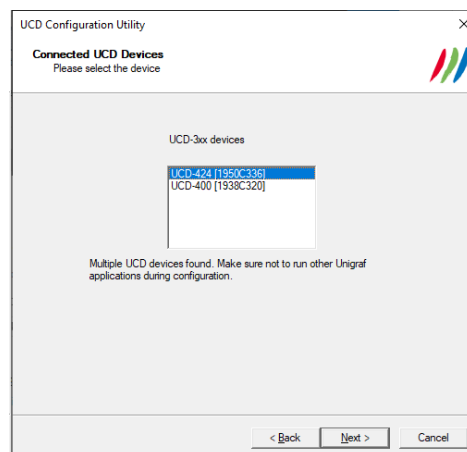 UCD Configuration Utility
Connected UCD Devices
Please select the device
UCD-3xx devices
UCD-424 [1950C336]
UCD-400 [1938C320]
Multiple UCD devices found. Make sure not to run other Unigraf
applications during configuration.
< Back
Next >
Cancel